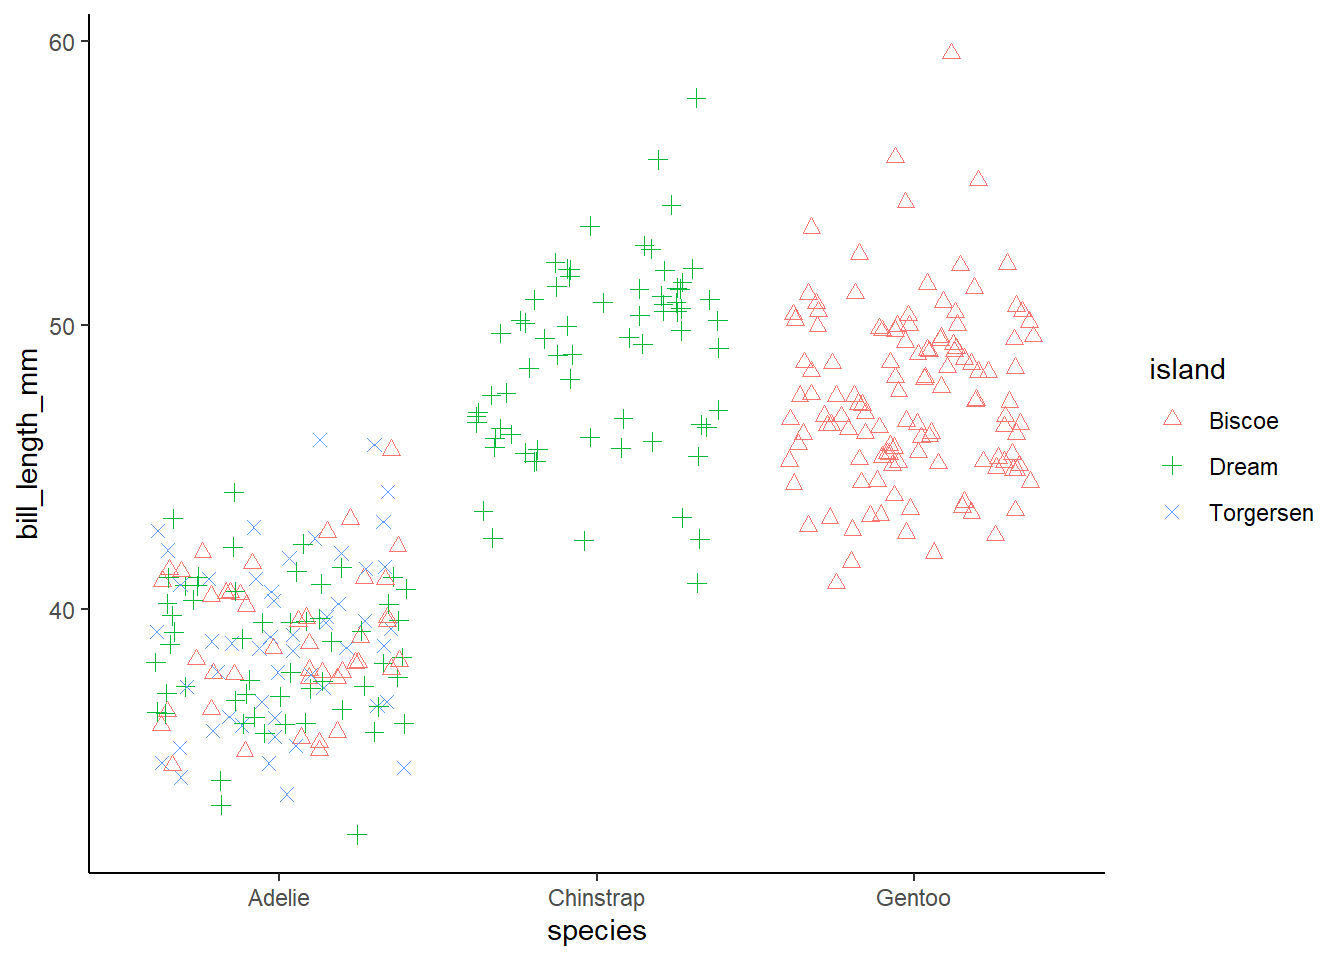 60
50
40
bill_length_mm
Adelie
Chinstrap
Gentoo
species
island
Biscoe
Dream
Torgersen